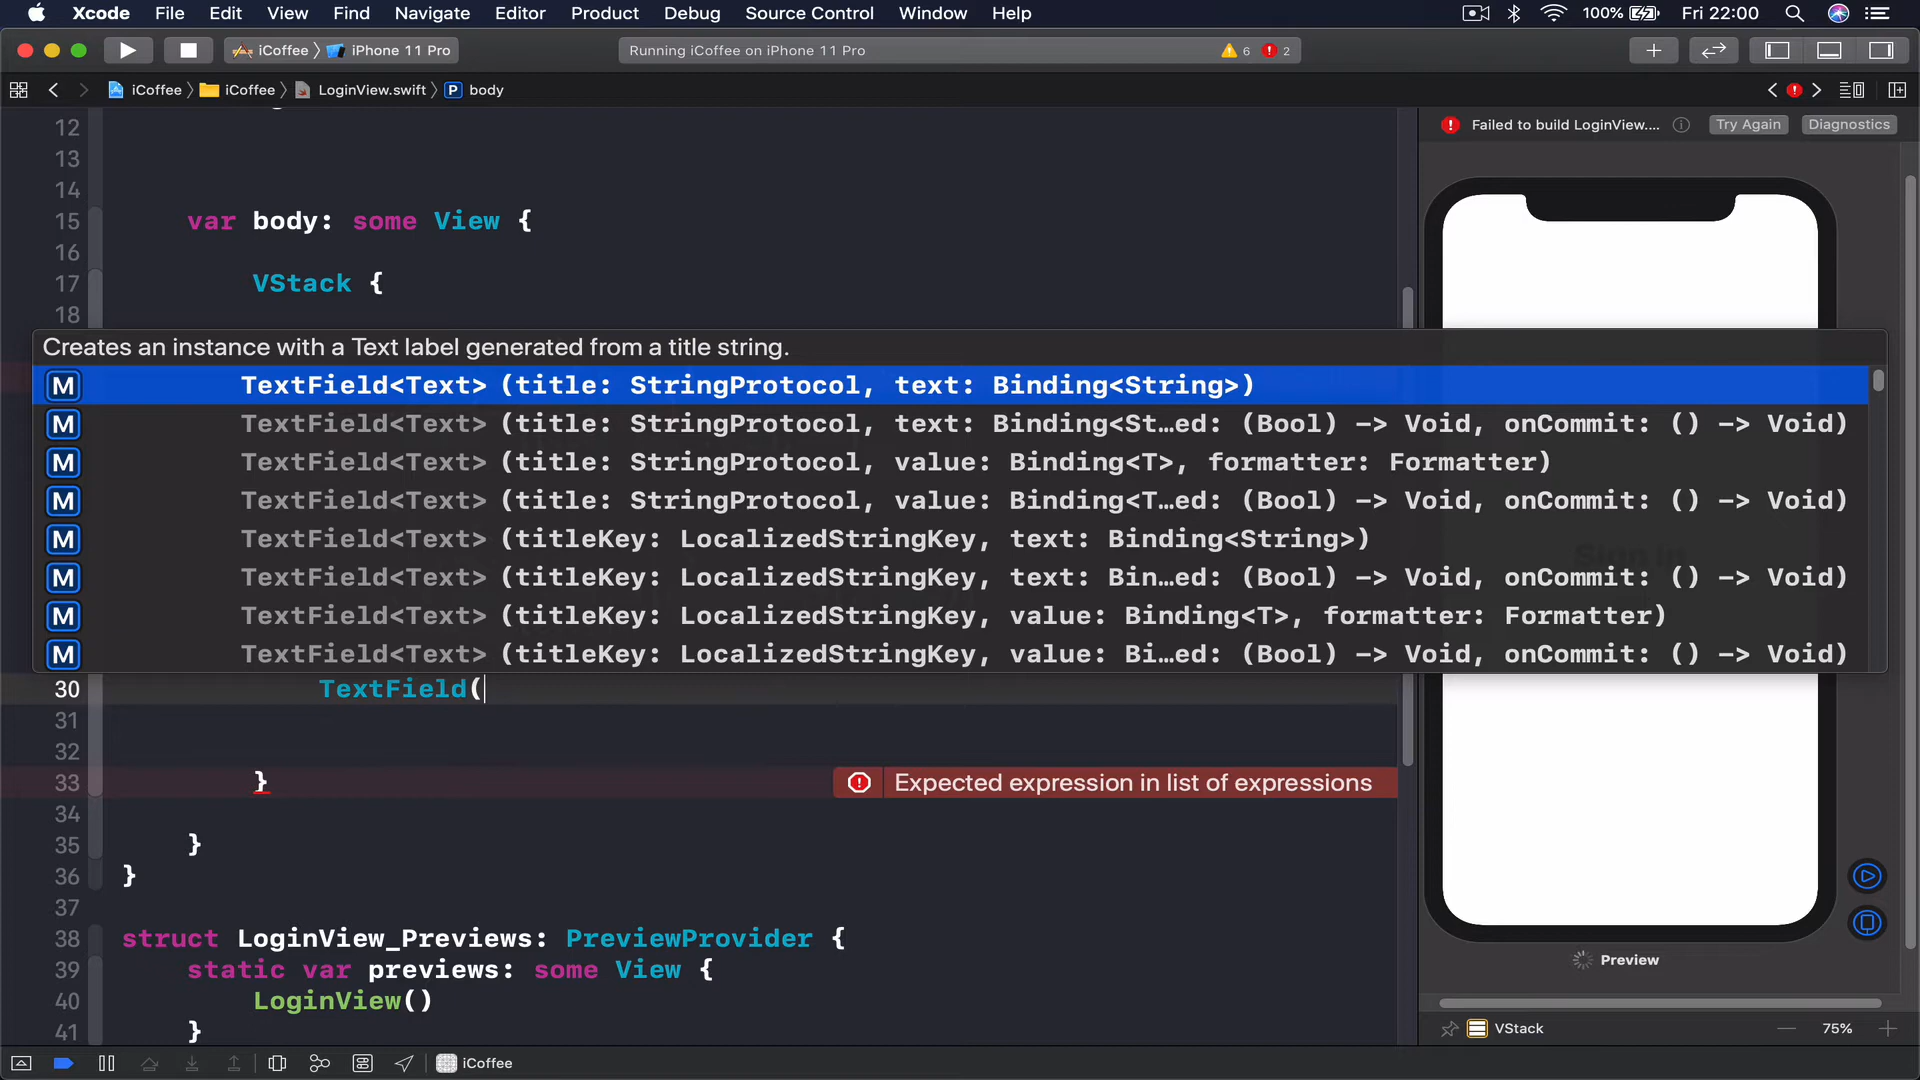 Xcode File Edit View Find Navigate Editor Product Debug Source Control Window Help 100% Fri 22:00
iCoffee iPhone 11 Pro Running iCoffee on iPhone 11 Pro 6 2
iCoffee iCoffee LoginView.swift P body
Failed to build LoginView.... Try Again Diagnostics
12
13
14
15 var body: some View {
16
17 VStack {
18
Creates an instance with a Text label generated from a title string.
M TextField<Text> (title: StringProtocol, text: Binding<String>)
M TextField<Text> (title: StringProtocol, text: Binding<St…ed: (Bool) -> Void, onCommit: () -> Void)
M TextField<Text> (title: StringProtocol, value: Binding<T>, formatter: Formatter)
M TextField<Text> (title: StringProtocol, value: Binding<T…ed: (Bool) -> Void, onCommit: () -> Void)
M TextField<Text> (titleKey: LocalizedStringKey, text: Binding<String>)
Sign In
M TextField<Text> (titleKey: LocalizedStringKey, text: Bin…ed: (Bool) -> Void, onCommit: () -> Void)
M TextField<Text> (titleKey: LocalizedStringKey, value: Binding<T>, formatter: Formatter)
M TextField<Text> (titleKey: LocalizedStringKey, value: Bi…ed: (Bool) -> Void, onCommit: () -> Void)
30 TextField(
31
32
33 } Expected expression in list of expressions
34
35 }
36 }
37
38 struct LoginView_Previews: PreviewProvider {
39 static var previews: some View {
40 LoginView()
41 }
Preview
VStack 75%
iCoffee